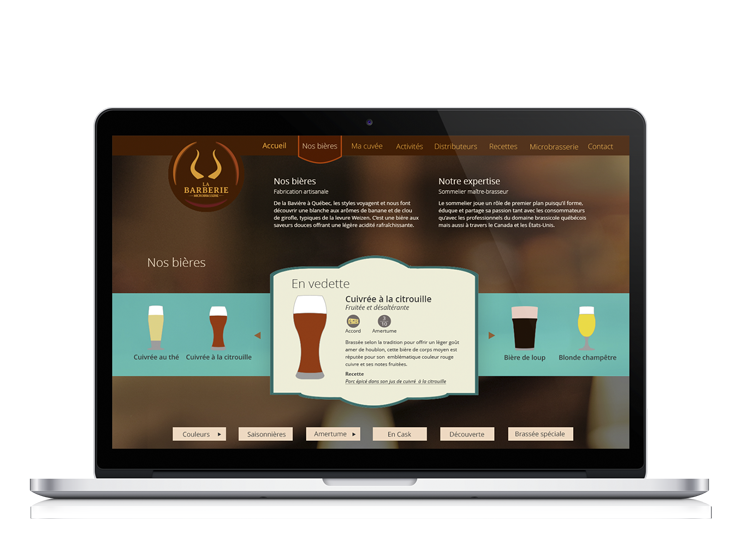 Accueil
Nos bières
Ma cuvée
Activités
Distributeurs
Recettes
Microbrasserie
Contact
LA
BARBERIE
MICROBRASSERIE
Nos bières
Fabrication artisanale
De la Bavière à Québec, les styles voyagent et nous font
découvrir une blanche aux arômes de banane et de clou
de girofle, typiques de la levure Weizen. C'est une bière aux
saveurs douces offrant une légère acidité rafraîchissante.
Notre expertise
Sommelier maître-brasseur
Le sommelier joue un rôle de premier plan puisqu'il forme,
éduque et partage sa passion tant avec les consommateurs
qu'avec les professionnels du domaine brassicole québécois
mais aussi à travers le Canada et les États-Unis.
Nos bières
Cuivrée au thé
Cuivrée à la citrouille
En vedette
Cuivrée à la citrouille
Fruitée et désaltérante
Accord
Amertume
Brassée selon la tradition pour offrir un léger goût
amer de houblon, cette bière de corps moyen est
réputée pour son emblématique couleur rouge
cuivre et ses notes fruitées.
Recette
Porc épicé dans son jus de cuivré à la citrouille
Bière de loup
Blonde champêtre
Couleurs
Saisonnières
Amertume
En Cask
Découverte
Brassée spéciale